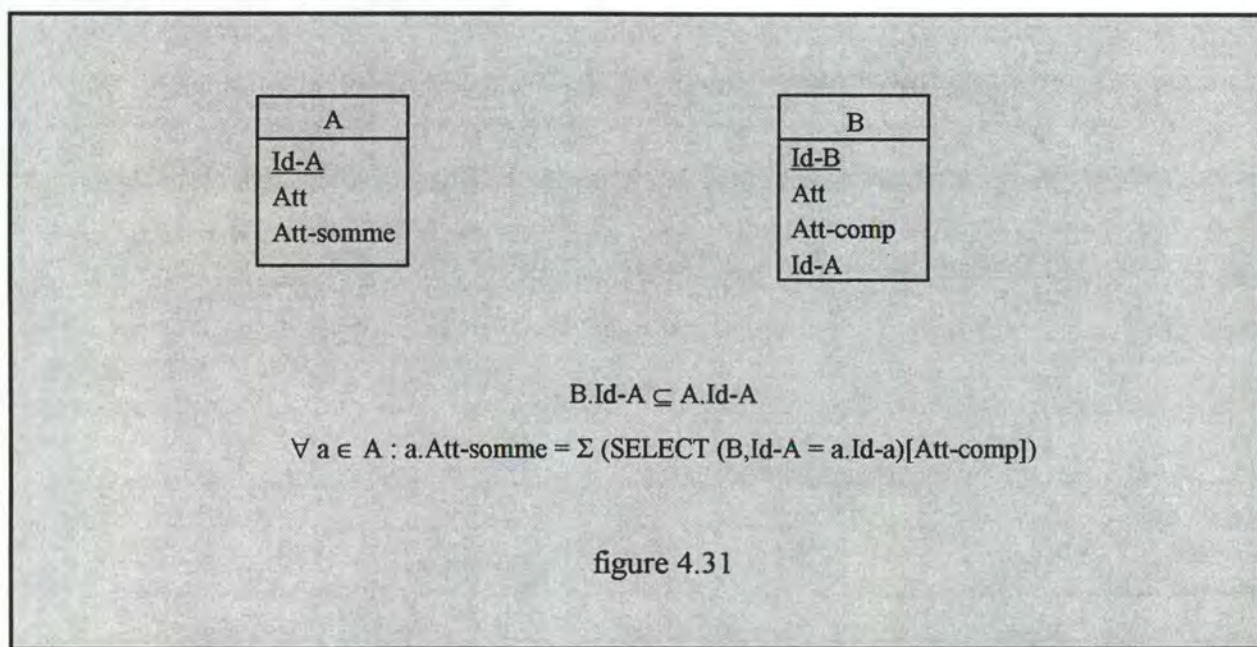 A
Id-A
Att
Att-somme
B
Id-B
Att
Att-comp
Id-A
B.Id-A ⊆ A.Id-A
∀ a ∈ A : a.Att-somme = Σ (SELECT (B,Id-A = a.Id-a)[Att-comp])
figure 4.31